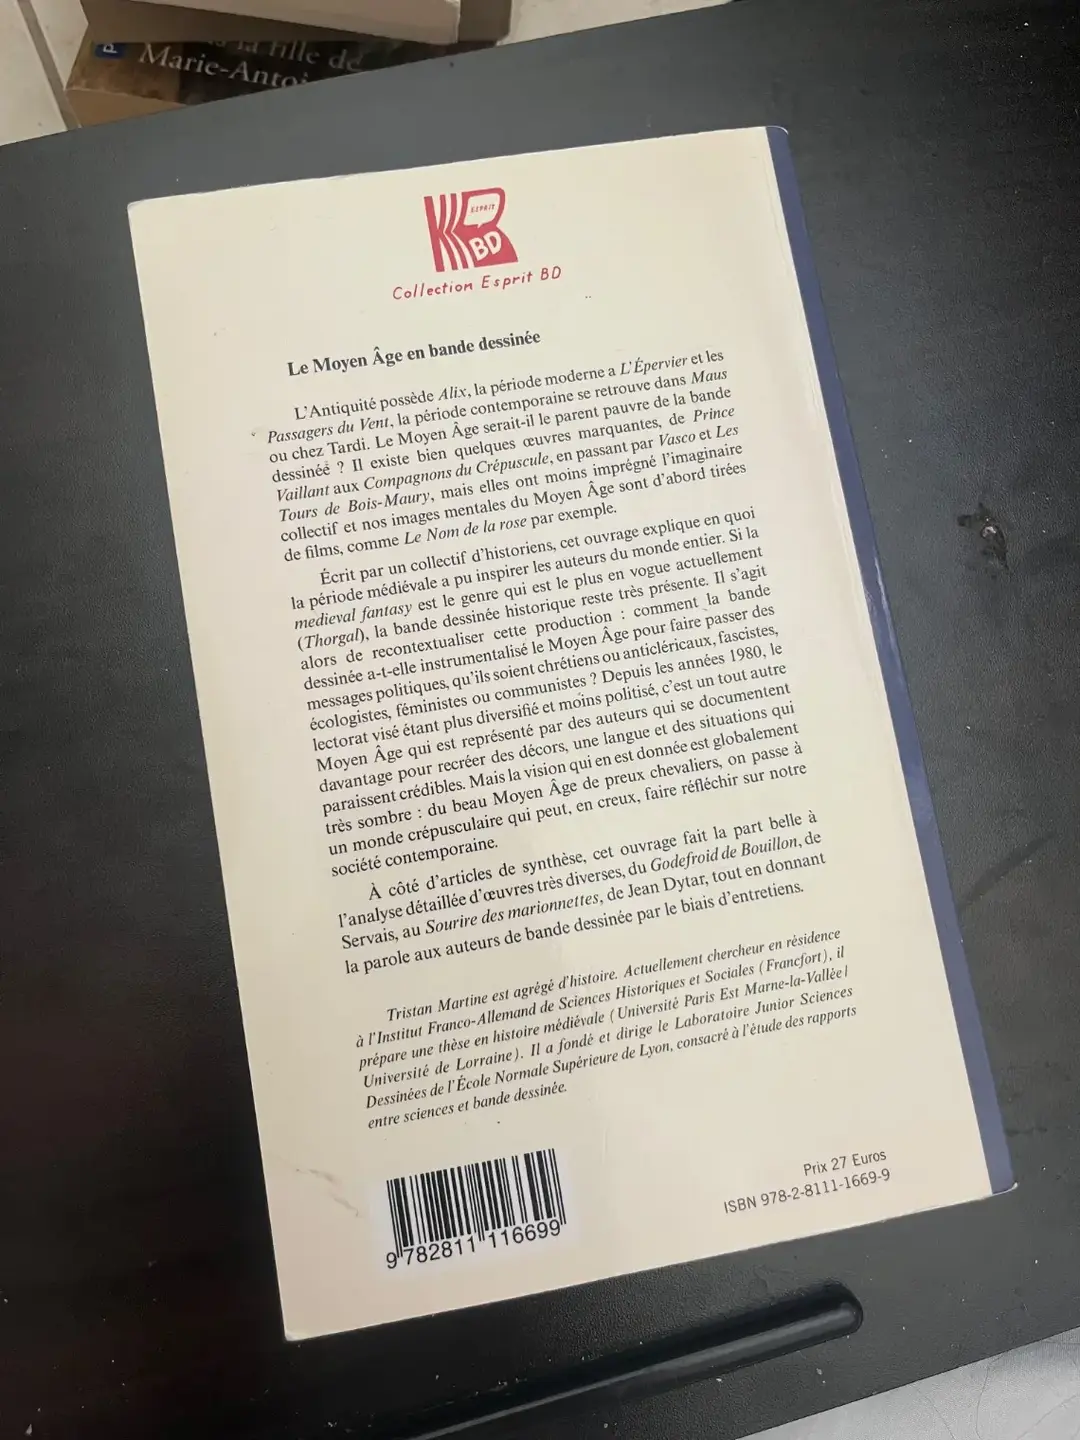 la fille de
Marie-Antoi
P
ESPRIT
BD
Collection Esprit BD
Le Moyen Âge en bande dessinée
L'Antiquité possède Alix, la période moderne a L'Épervier et les
Passagers du Vent, la période contemporaine se retrouve dans Maus
ou chez Tardi. Le Moyen Âge serait-il le parent pauvre de la bande
dessinée ? Il existe bien quelques œuvres marquantes, de Prince
Vaillant aux Compagnons du Crépuscule, en passant par Vasco et Les
Tours de Bois-Maury, mais elles ont moins imprégné l'imaginaire
collectif et nos images mentales du Moyen Âge sont d'abord tirées
de films, comme Le Nom de la rose par exemple.
Écrit par un collectif d'historiens, cet ouvrage explique en quoi
la période médiévale a pu inspirer les auteurs du monde entier. Si la
medieval fantasy est le genre qui est le plus en vogue actuellement
(Thorgal), la bande dessinée historique reste très présente. Il s'agit
alors de recontextualiser cette production : comment la bande
dessinée a-t-elle instrumentalisé le Moyen Âge pour faire passer des
messages politiques, qu'ils soient chrétiens ou anticléricaux, fascistes,
écologistes, féministes ou communistes ? Depuis les années 1980, le
lectorat visé étant plus diversifié et moins politisé, c'est un tout autre
Moyen Âge qui est représenté par des auteurs qui se documentent
davantage pour recréer des décors, une langue et des situations qui
paraissent crédibles. Mais la vision qui en est donnée est globalement
très sombre : du beau Moyen Âge de preux chevaliers, on passe à
un monde crépusculaire qui peut, en creux, faire réfléchir sur notre
société contemporaine.
À côté d'articles de synthèse, cet ouvrage fait la part belle à
l'analyse détaillée d'œuvres très diverses, du Godefroid de Bouillon, de
Servais, au Sourire des marionnettes, de Jean Dytar, tout en donnant
la parole aux auteurs de bande dessinée par le biais d'entretiens.
Tristan Martine est agrégé d'histoire. Actuellement chercheur en résidence
à l'Institut Franco-Allemand de Sciences Historiques et Sociales (Francfort), il
prépare une thèse en histoire médiévale (Université Paris Est Marne-la-Vallée/
Université de Lorraine). Il a fondé et dirige le Laboratoire Junior Sciences
Dessinées de l'École Normale Supérieure de Lyon, consacré à l'étude des rapports
entre sciences et bande dessinée.
9 782811 116699
Prix 27 Euros
ISBN 978-2-8111-1669-9